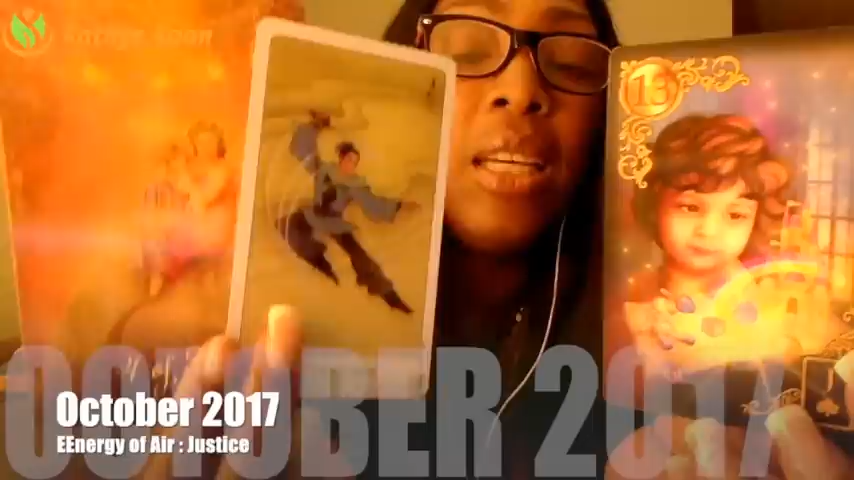 13
OCTOBER 2017
October 2017
EEnergy of Air : Justice
J